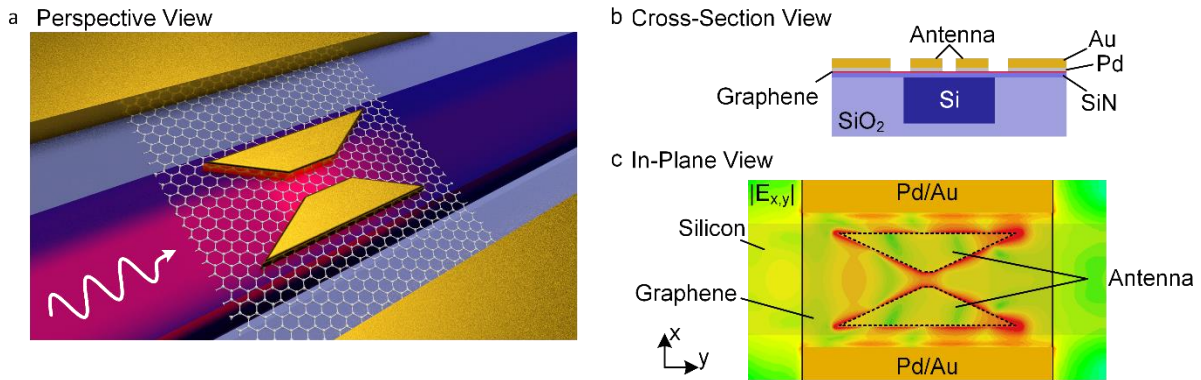 a Perspective View
b Cross-Section View
Antenna
Au
Pd
Graphene
SiN
Si
SiO₂
c In-Plane View
|Eₓ,ᵧ|
Pd/Au
Silicon
Antenna
Graphene
x
y
Pd/Au